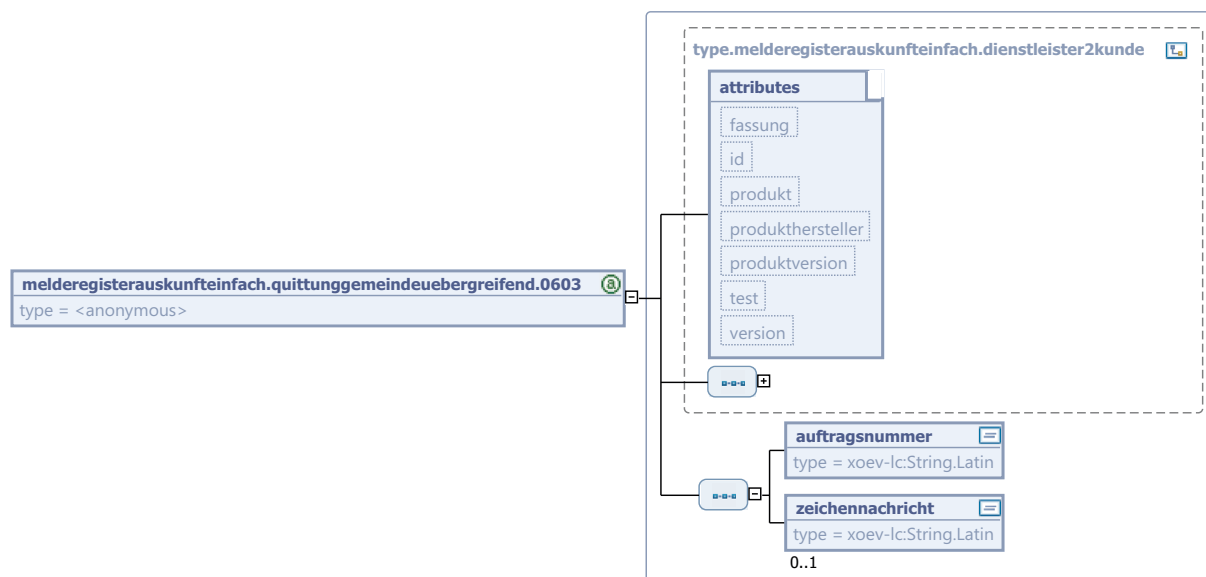 type.melderegisterauskunfteinfach.dienstleister2kunde
attributes
fassung
id
produkt
produkthersteller
produktversion
test
version
melderegisterauskunfteinfach.quittunggemeindeuebergreifend.0603
a
type = <anonymous>
auftragsnummer
type = xoev-lc:String.Latin
zeichennachricht
type = xoev-lc:String.Latin
0..1